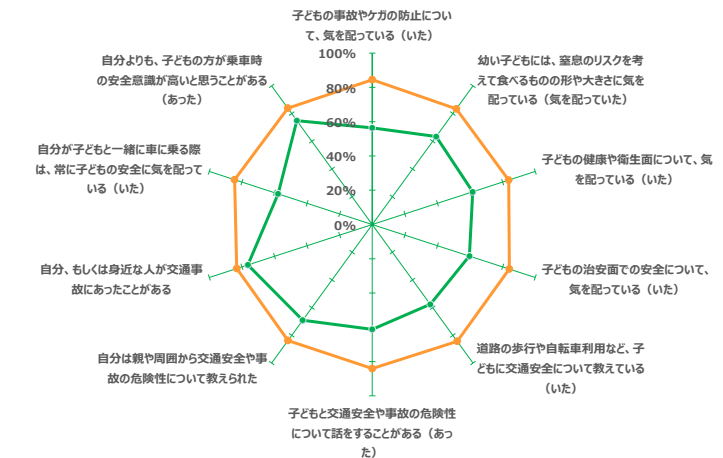 子どもの事故やケガの防止につい
て、気を配っている（いた）
幼い子どもには、窒息のリスクを考
えて食べるものの形や大きさに気を
配っている（気を配っていた）
子どもの健康や衛生面について、気
を配っている（いた）
子どもの治安面での安全について、
気を配っている（いた）
道路の歩行や自転車利用など、子
どもに交通安全について教えている
（いた）
子どもと交通安全や事故の危険性
について話をすることがある（あっ
た）
自分は親や周囲から交通安全や事
故の危険性について教えられた
自分、もしくは身近な人が交通事
故にあったことがある
自分が子どもと一緒に車に乗る際
は、常に子どもの安全に気を配って
いる（いた）
自分よりも、子どもの方が乗車時
の安全意識が高いと思うことがある
（あった）
100%
80%
60%
40%
20%
0%